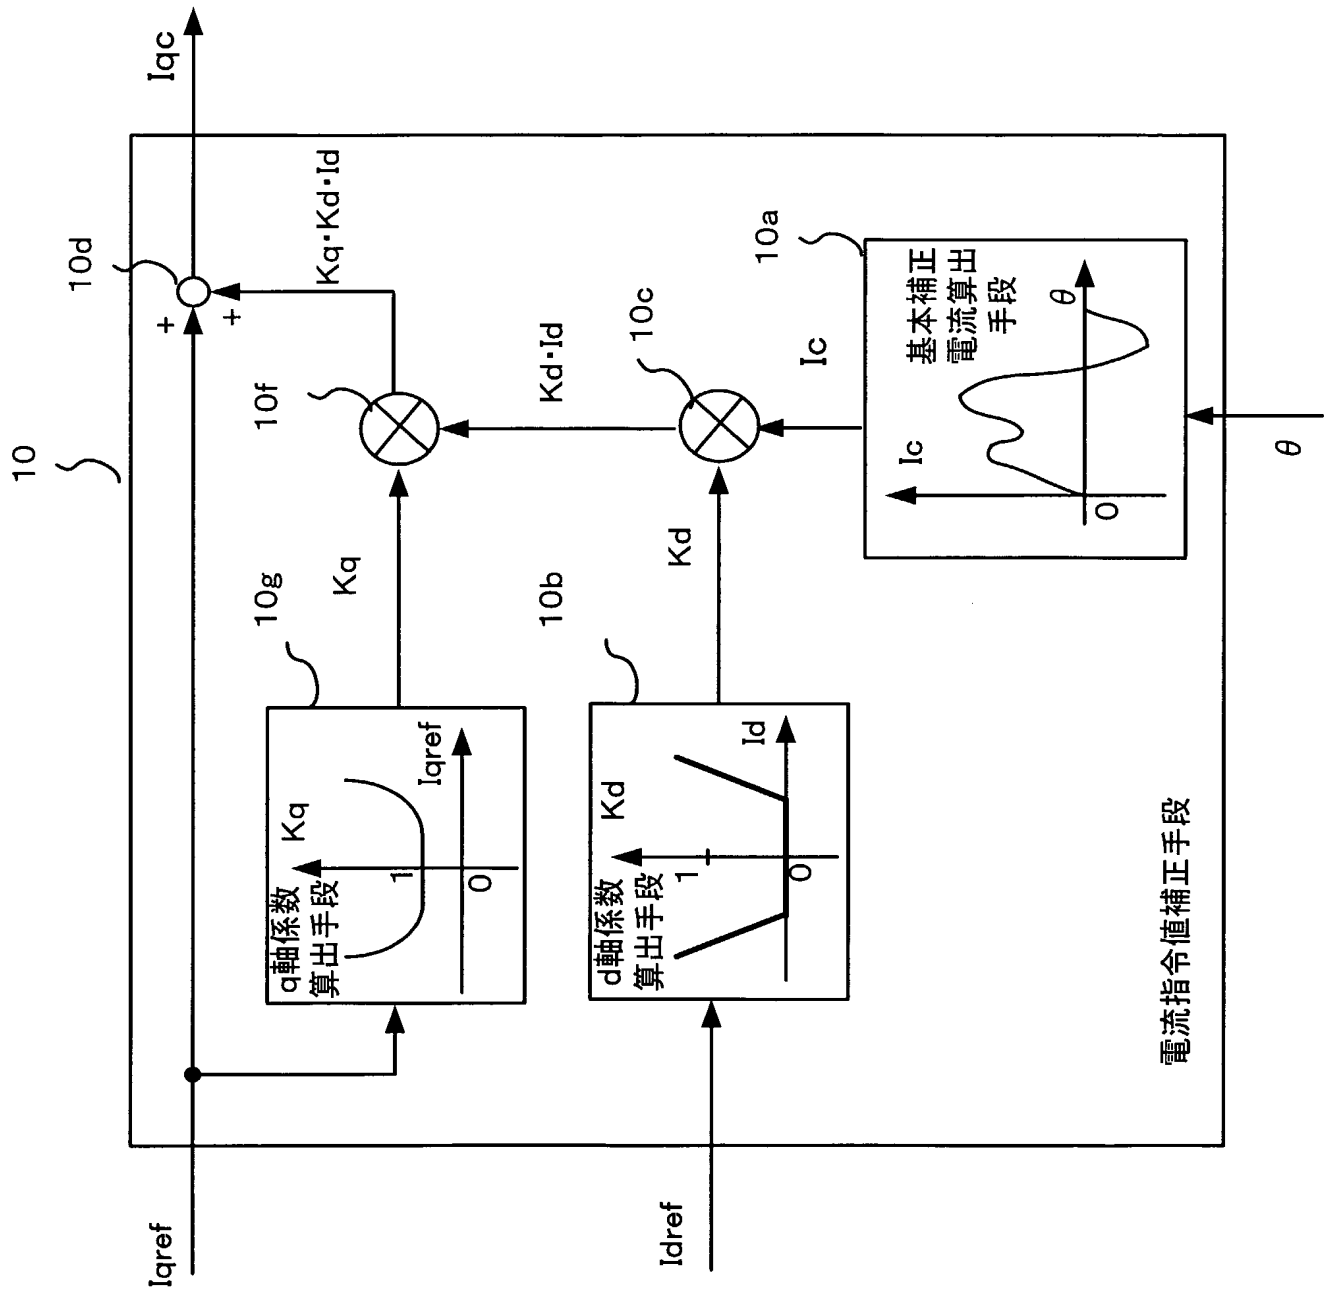 10
Iqref
Iqc
10d
+
+
Kq・Kd・Id
10f
10g
Kq
q軸係数
算出手段
Kq
1
0
Iqref
Kd・Id
10c
10b
Kd
d軸係数
算出手段
Kd
1
0
Id
Idref
Ic
10a
基本補正
電流算出
手段
Ic
0
θ
θ
電流指令値補正手段